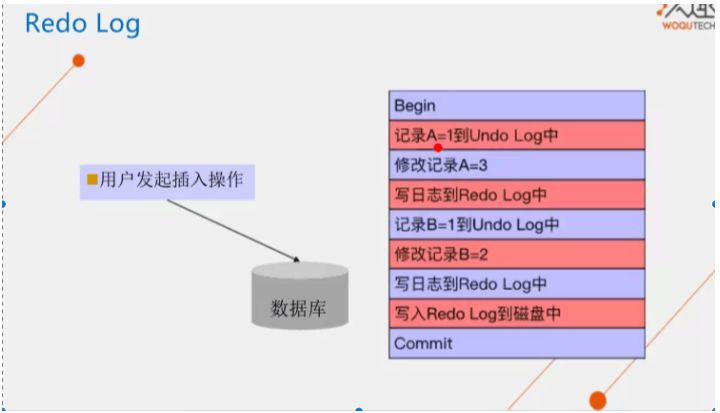 Redo Log
WOQUTECH
用户发起插入操作
数据库
Begin
记录A=1到Undo Log中
修改记录A=3
写日志到Redo Log中
记录B=1到Undo Log中
修改记录B=2
写日志到Redo Log中
写入Redo Log到磁盘中
Commit